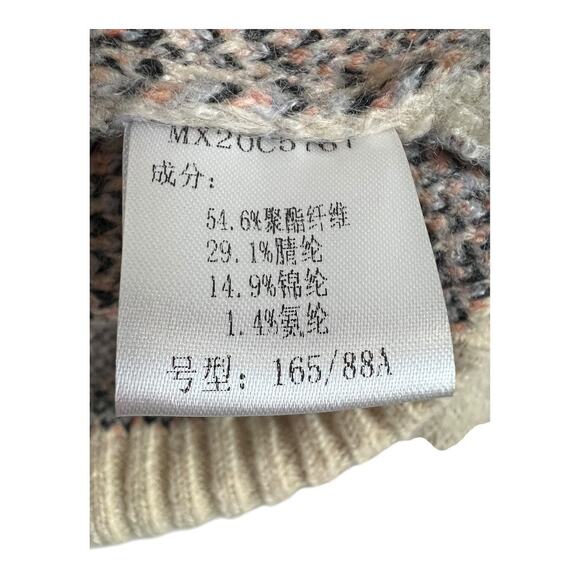 成分:
54.6%聚酯纤维
29.1%腈纶
14.9%锦纶
1.4%氨纶
号型: 165/88A